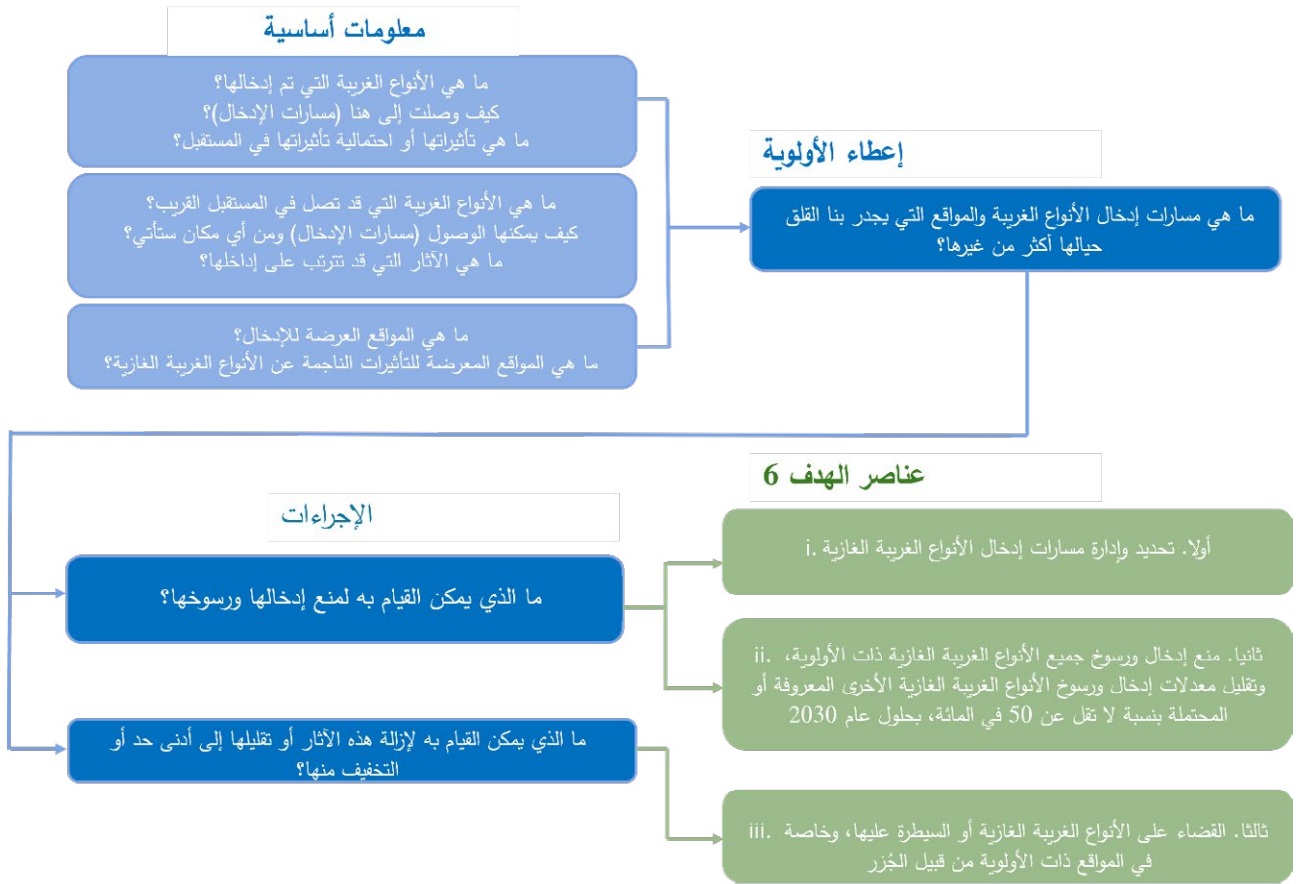 معلومات أساسية
ما هي الأنواع الغريبة التي تم إدخالها؟
كيف وصلت إلى هنا (مسارات الإدخال)؟
ما هي تأثيراتها أو احتمالية تأثيراتها في المستقبل؟
ما هي الأنواع الغريبة التي قد تصل في المستقبل القريب؟
كيف يمكنها الوصول (مسارات الإدخال) ومن أي مكان ستأتي؟
ما هي الآثار التي قد تترتب على إداخلها؟
ما هي المواقع العرضة للإدخال؟
ما هي المواقع المعرضة للتأثيرات الناجمة عن الأنواع الغريبة الغازية؟
إعطاء الأولوية
ما هي مسارات إدخال الأنواع الغريبة والمواقع التي يجدر بنا القلق
حيالها أكثر من غيرها؟
الإجراءات
ما الذي يمكن القيام به لمنع إدخالها ورسوخها؟
ما الذي يمكن القيام به لإزالة هذه الآثار أو تقليلها إلى أدنى حد أو
التخفيف منها؟
عناصر الهدف 6
أولا. تحديد وإدارة مسارات إدخال الأنواع الغريبة الغازية .i
ثانيا. منع إدخال ورسوخ جميع الأنواع الغريبة الغازية ذات الأولوية، .ii
وتقليل معدلات إدخال ورسوخ الأنواع الغريبة الغازية الأخرى المعروفة أو
المحتملة بنسبة لا تقل عن 50 في المائة، بحلول عام 2030
ثالثا. القضاء على الأنواع الغريبة الغازية أو السيطرة عليها، وخاصة .iii
في المواقع ذات الأولوية من قبيل الجُزر